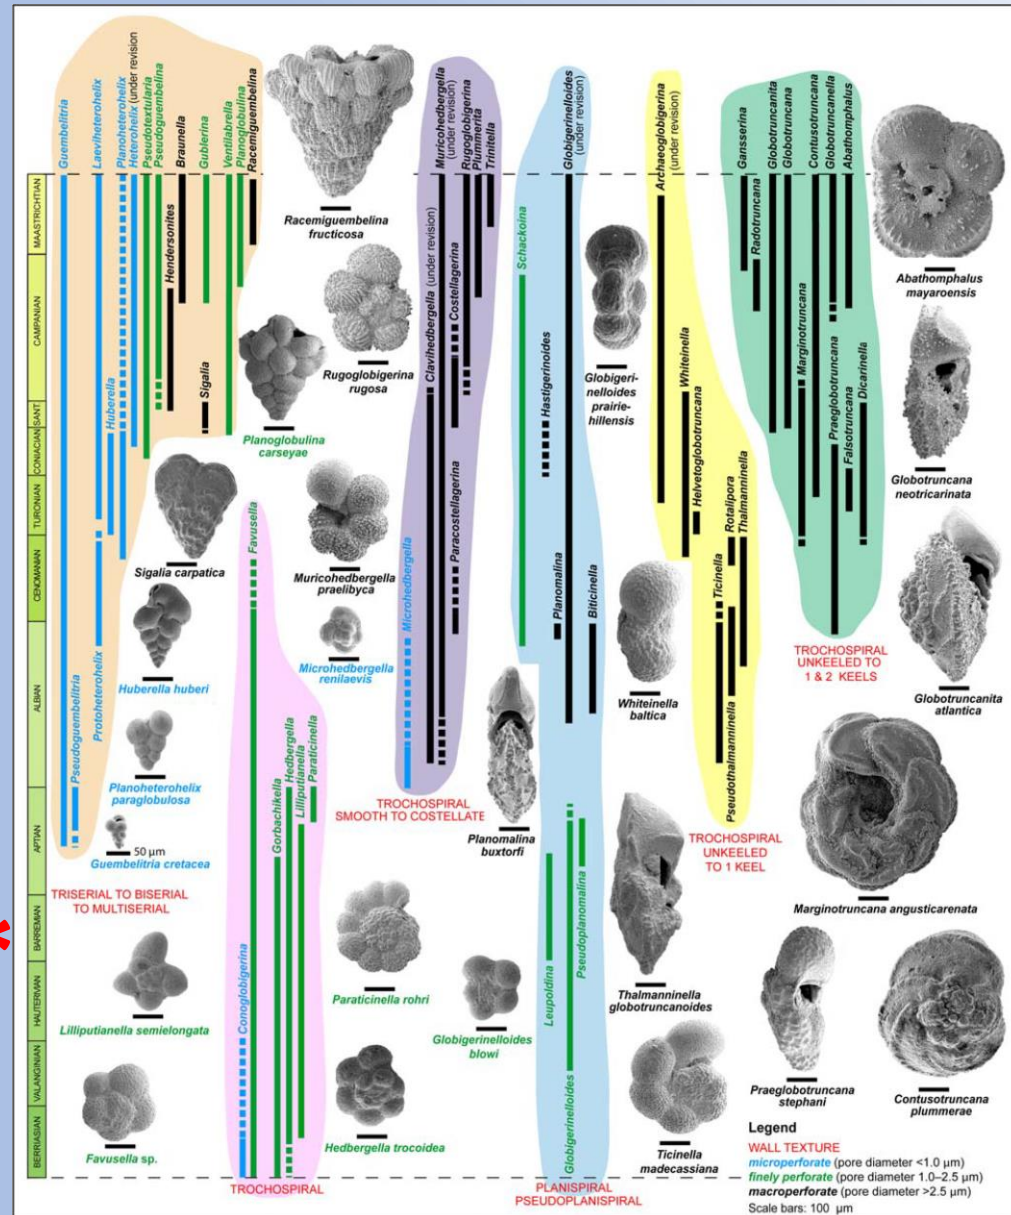 Guembelitria
Laeviheterohelix
Planoheterohelix
Heterohelix (under revision)
Pseudotextularia
Pseudoguembelina
Braunella
Gublerina
Ventilabrella
Planoglobulina
Racemiguembelina
Huberella
Hendersonites
Sigalia
Pseudoguembelitria
Protoheterohelix
Racemiguembelina
fructicosa
Rugoglobigerina
rugosa
Planoglobulina
carseyae
Sigalia carpatica
Huberella huberi
Planoheterohelix
paraglobulosa
50 µm
Guembelitria cretacea
TRISERIAL TO BISERIAL
TO MULTISERIAL
Lilliputianella semielongata
Favusella sp.
MAASTRICHTIAN
CAMPANIAN
SANT.
CONIACIAN
TURONIAN
CENOMANIAN
ALBIAN
APTIAN
BARREMIAN
HAUTERMAN
VALANGINIAN
BERRIASIAN
Favusella
Conoglobigerina
Gorbachikella
Hedbergella
Lilliputianella
Paraticinella
TROCHOSPIRAL
Muricohedbergella
praelibyca
Microhedbergella
renilaevis
Paraticinella rohri
Hedbergella trocoidea
Muricohedbergella
(under revision)
Rugoglobigerina
Plummerita
Trinitella
Clavihedbergella (under revision)
Costellagerina
Paracostellagerina
Microhedbergella
TROCHOSPIRAL
SMOOTH TO COSTELLATE
Globigerinelloides
(under revision)
Schackoina
Hastigerinoides
Planomalina
Biticinella
Planomalina
buxtorfi
Leupoldina
Pseudoplanomalina
Globigerinelloides
Globigerinelloides
blowi
PLANISPIRAL
PSEUDOPLANISPIRAL
Globigeri-
nelloides
prairie-
hillensis
Whiteinella
baltica
Thalmanninella
globotruncanoides
Ticinella
madecassiana
Archaeoglobigerina
(under revision)
Whiteinella
Helvetoglobotruncana
Rotalipora
Thalmanninella
Ticinella
Pseudothalmanninella
TROCHOSPIRAL
UNKEELED
TO 1 KEEL
Gansserina
Globotruncanita
Globotruncana
Contusotruncana
Globotruncanella
Abathomphalus
Radotruncana
Marginotruncana
Praeglobotruncana
Falsotruncana
Dicarinella
TROCHOSPIRAL
UNKEELED TO
1 & 2 KEELS
Abathomphalus
mayaroensis
Globotruncana
neotricarinata
Globotruncanita
atlantica
Marginotruncana angusticarenata
Praeglobotruncana
stephani
Contusotruncana
plummerae
Legend
WALL TEXTURE
microperforate (pore diameter <1.0 µm)
finely perforate (pore diameter 1.0–2.5 µm)
macroperforate (pore diameter >2.5 µm)
Scale bars: 100 µm